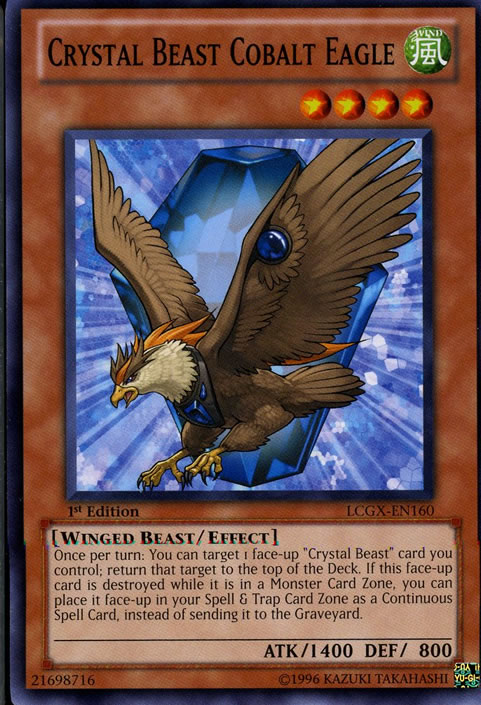 CRYSTAL BEAST COBALT EAGLE
WIND
風
1st Edition
LCGX-EN160
[WINGED BEAST/EFFECT]
Once per turn: You can target 1 face-up "Crystal Beast" card you
control; return that target to the top of the Deck. If this face-up
card is destroyed while it is in a Monster Card Zone, you can
place it face-up in your Spell & Trap Card Zone as a Continuous
Spell Card, instead of sending it to the Graveyard.
ATK/1400 DEF/ 800
21698716
©1996 KAZUKI TAKAHASHI
YU-GI-